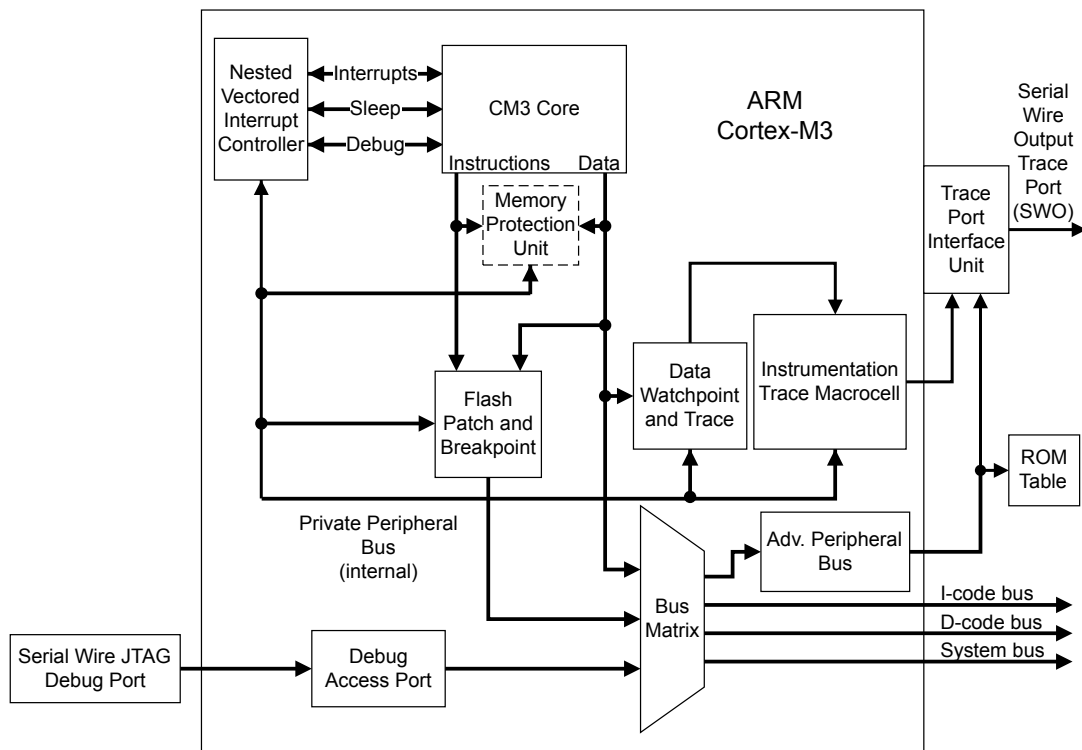 Nested
Vectored
Interrupt
Controller
Interrupts
Sleep
Debug
CM3 Core
Instructions
Data
ARM
Cortex-M3
Memory
Protection
Unit
Serial
Wire
Output
Trace
Port
(SWO)
Trace
Port
Interface
Unit
Flash
Patch and
Breakpoint
Data
Watchpoint
and Trace
Instrumentation
Trace Macrocell
ROM
Table
Private Peripheral
Bus
(internal)
Adv. Peripheral
Bus
Bus
Matrix
I-code bus
D-code bus
System bus
Serial Wire JTAG
Debug Port
Debug
Access Port